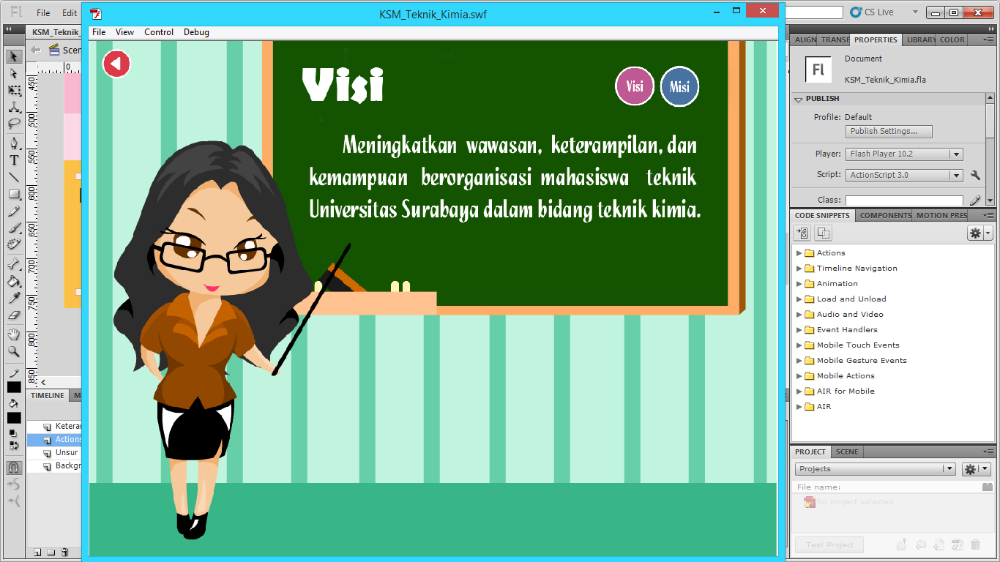 Fl
File
Edit
KSM_Teknik_Kimia.swf
CS Live
File View Control Debug
KSM_Teknik_
Scen
0
450
500
550
600
650
700
750
800
850
Visi
Visi
Misi
Meningkatkan wawasan, keterampilan, dan
kemampuan berorganisasi mahasiswa teknik
Universitas Surabaya dalam bidang teknik kimia.
TIMELINE
M
Keteran
Actions
Unsur
Backgr
ALIGN TRANSF PROPERTIES LIBRARY COLOR
Fl
Document
KSM_Teknik_Kimia.fla
PUBLISH
Profile: Default
Publish Settings...
Player: Flash Player 10.2
Script: ActionScript 3.0
Class:
CODE SNIPPETS COMPONENTS MOTION PRES
Actions
Timeline Navigation
Animation
Load and Unload
Audio and Video
Event Handlers
Mobile Touch Events
Mobile Gesture Events
Mobile Actions
AIR for Mobile
AIR
PROJECT SCENE
Projects
File name:
No project selected
Test Project